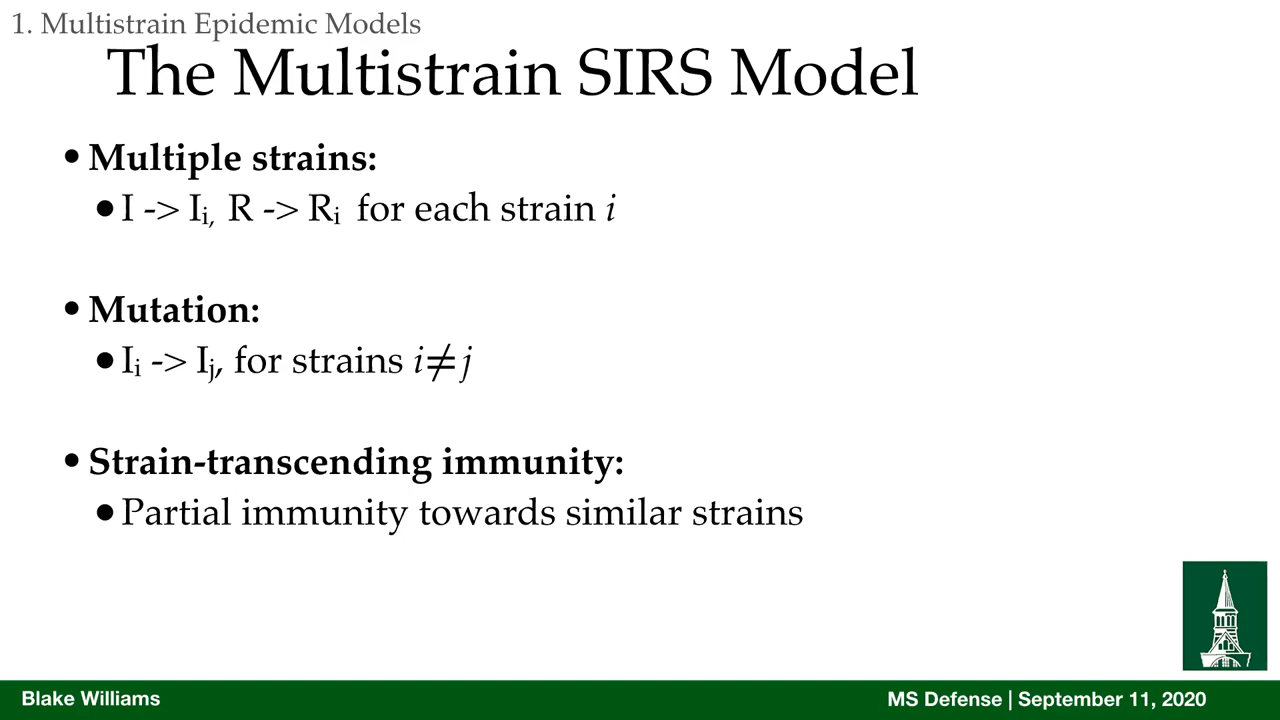 1. Multistrain Epidemic Models
The Multistrain SIRS Model
• Multiple strains:
• I -> Iᵢ, R -> Rᵢ for each strain i
• Mutation:
• Iᵢ -> Iⱼ, for strains i≠j
• Strain-transcending immunity:
• Partial immunity towards similar strains
Blake Williams
MS Defense | September 11, 2020